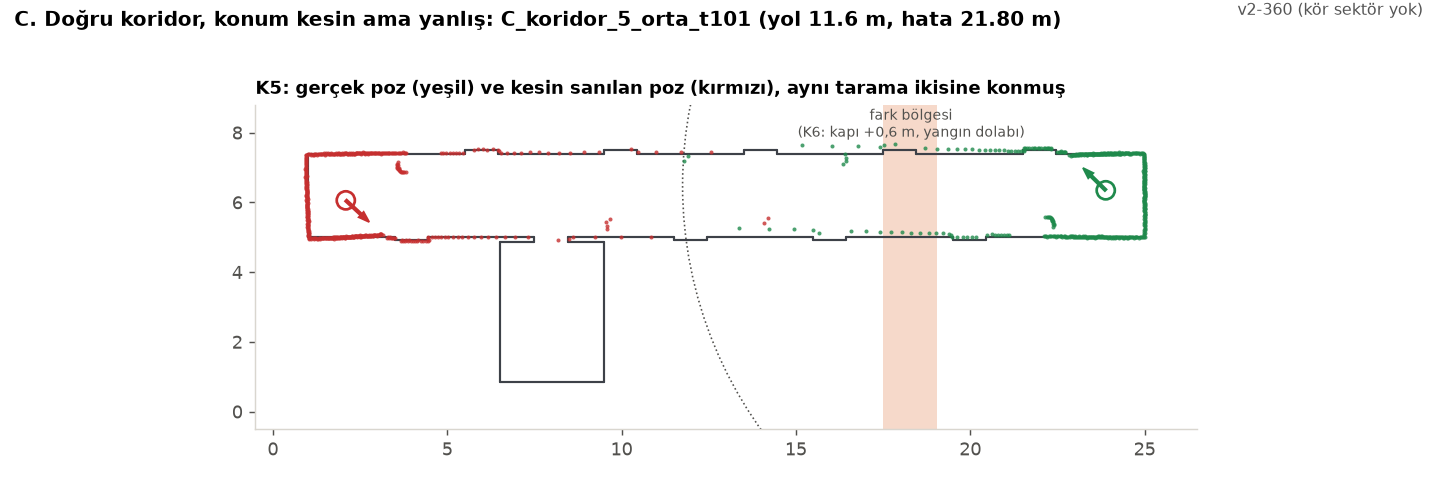 C. Doğru koridor, konum kesin ama yanlış: C_koridor_5_orta_t101 (yol 11.6 m, hata 21.80 m)
v2-360 (kör sektör yok)
K5: gerçek poz (yeşil) ve kesin sanılan poz (kırmızı), aynı tarama ikisine konmuş
fark bölgesi
(K6: kapı +0,6 m, yangın dolabı)
8
6
4
2
0
0 5 10 15 20 25